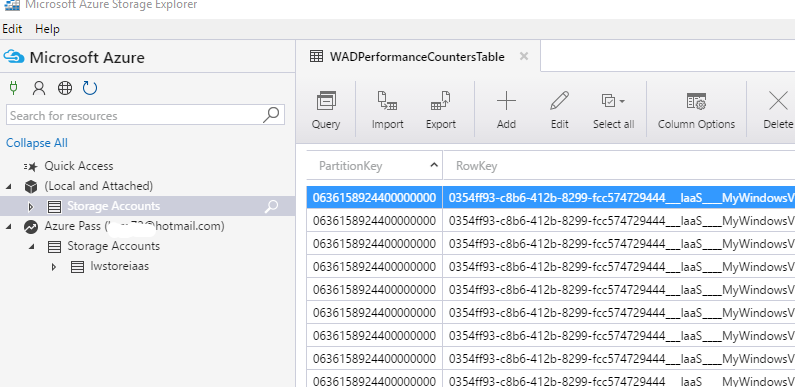 Microsoft Azure Storage Explorer
Edit Help
Microsoft Azure
Search for resources
Collapse All
Quick Access
(Local and Attached)
Storage Accounts
Azure Pass ( @hotmail.com)
Storage Accounts
lwstoreiaas
WADPerformanceCountersTable
Query Import Export Add Edit Select all Column Options Delete
PartitionKey RowKey
0636158924400000000 0354ff93-c8b6-412b-8299-fcc574729444___IaaS____MyWindowsV
0636158924400000000 0354ff93-c8b6-412b-8299-fcc574729444___IaaS____MyWindowsV
0636158924400000000 0354ff93-c8b6-412b-8299-fcc574729444___IaaS____MyWindowsV
0636158924400000000 0354ff93-c8b6-412b-8299-fcc574729444___IaaS____MyWindowsV
0636158924400000000 0354ff93-c8b6-412b-8299-fcc574729444___IaaS____MyWindowsV
0636158924400000000 0354ff93-c8b6-412b-8299-fcc574729444___IaaS____MyWindowsV
0636158924400000000 0354ff93-c8b6-412b-8299-fcc574729444___IaaS____MyWindowsV
0636158924400000000 0354ff93-c8b6-412b-8299-fcc574729444___IaaS____MyWindowsV
0636158924400000000 0354ff93-c8b6-412b-8299-fcc574729444___IaaS____MyWindowsV